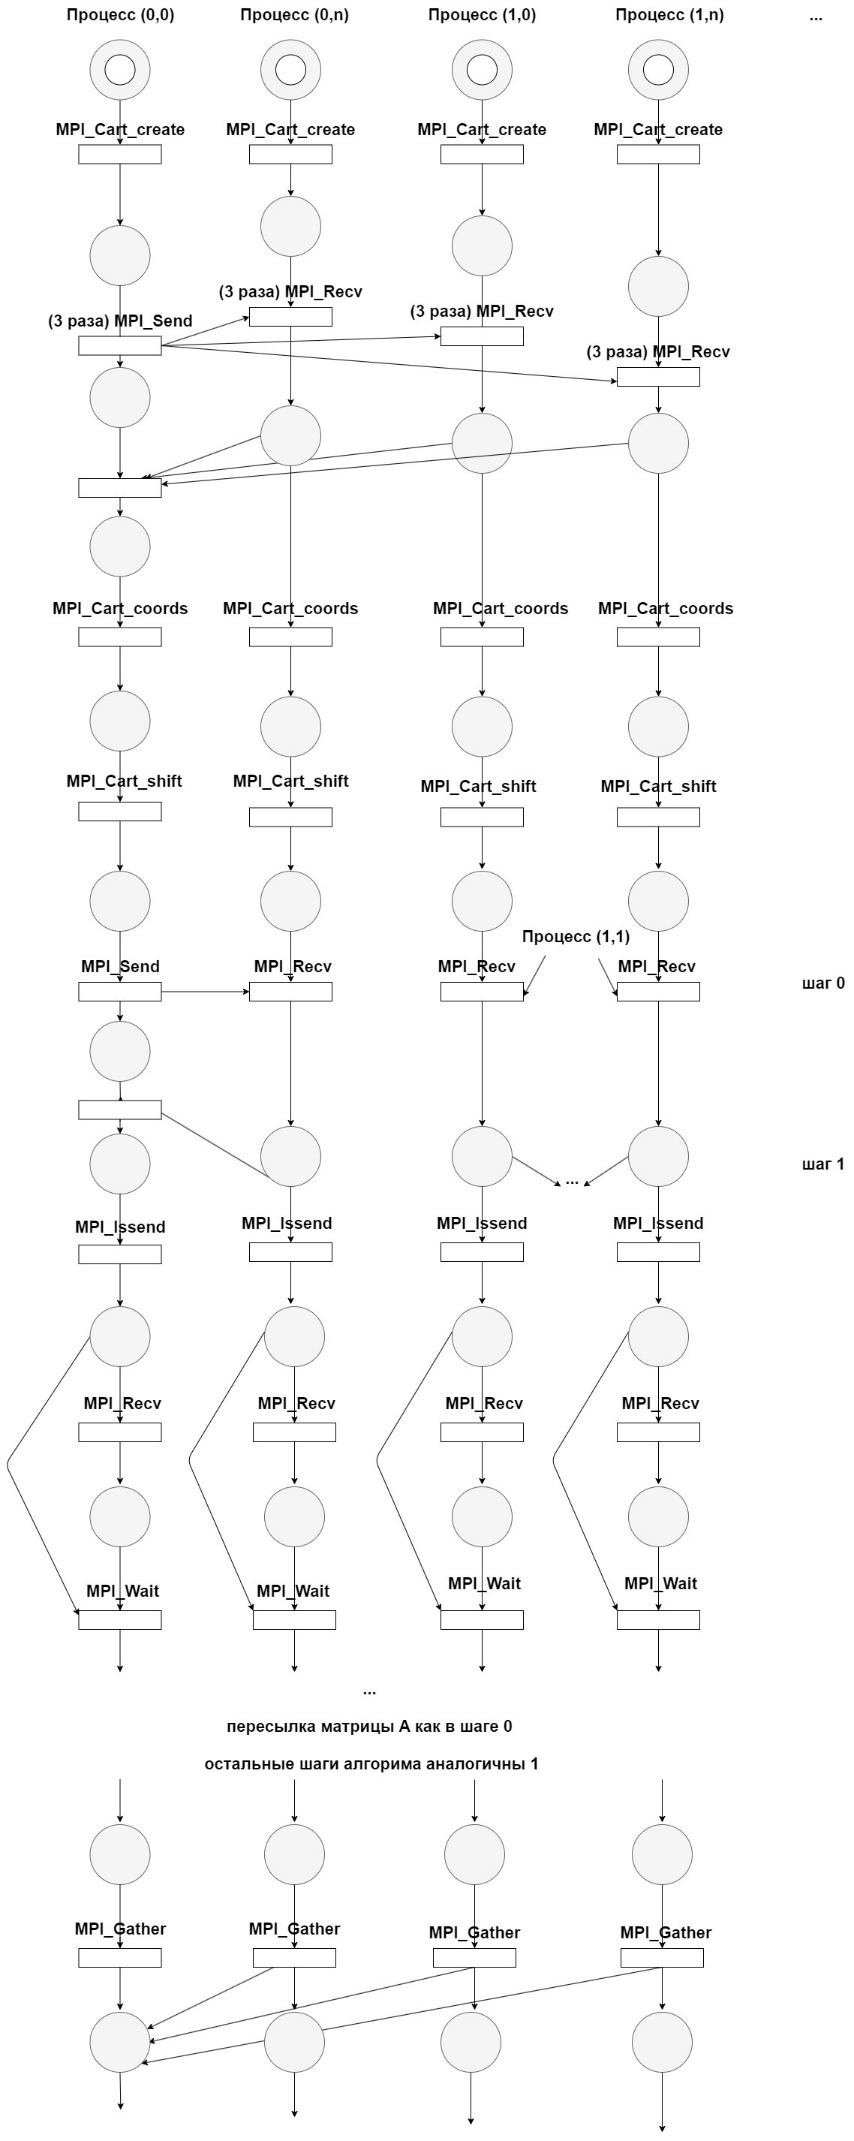 Процесс (0,0) Процесс (0,n) Процесс (1,0) Процесс (1,n) ...
MPI_Cart_create MPI_Cart_create MPI_Cart_create MPI_Cart_create
(3 раза) MPI_Recv
(3 раза) MPI_Recv
(3 раза) MPI_Send
(3 раза) MPI_Recv
MPI_Cart_coords MPI_Cart_coords MPI_Cart_coords MPI_Cart_coords
MPI_Cart_shift MPI_Cart_shift MPI_Cart_shift MPI_Cart_shift
Процесс (1,1)
MPI_Send MPI_Recv MPI_Recv MPI_Recv
шаг 0
шаг 1
...
MPI_Issend MPI_Issend MPI_Issend MPI_Issend
MPI_Recv MPI_Recv MPI_Recv MPI_Recv
MPI_Wait MPI_Wait MPI_Wait MPI_Wait
...
пересылка матрицы А как в шаге 0
остальные шаги алгорима аналогичны 1
MPI_Gather MPI_Gather MPI_Gather MPI_Gather